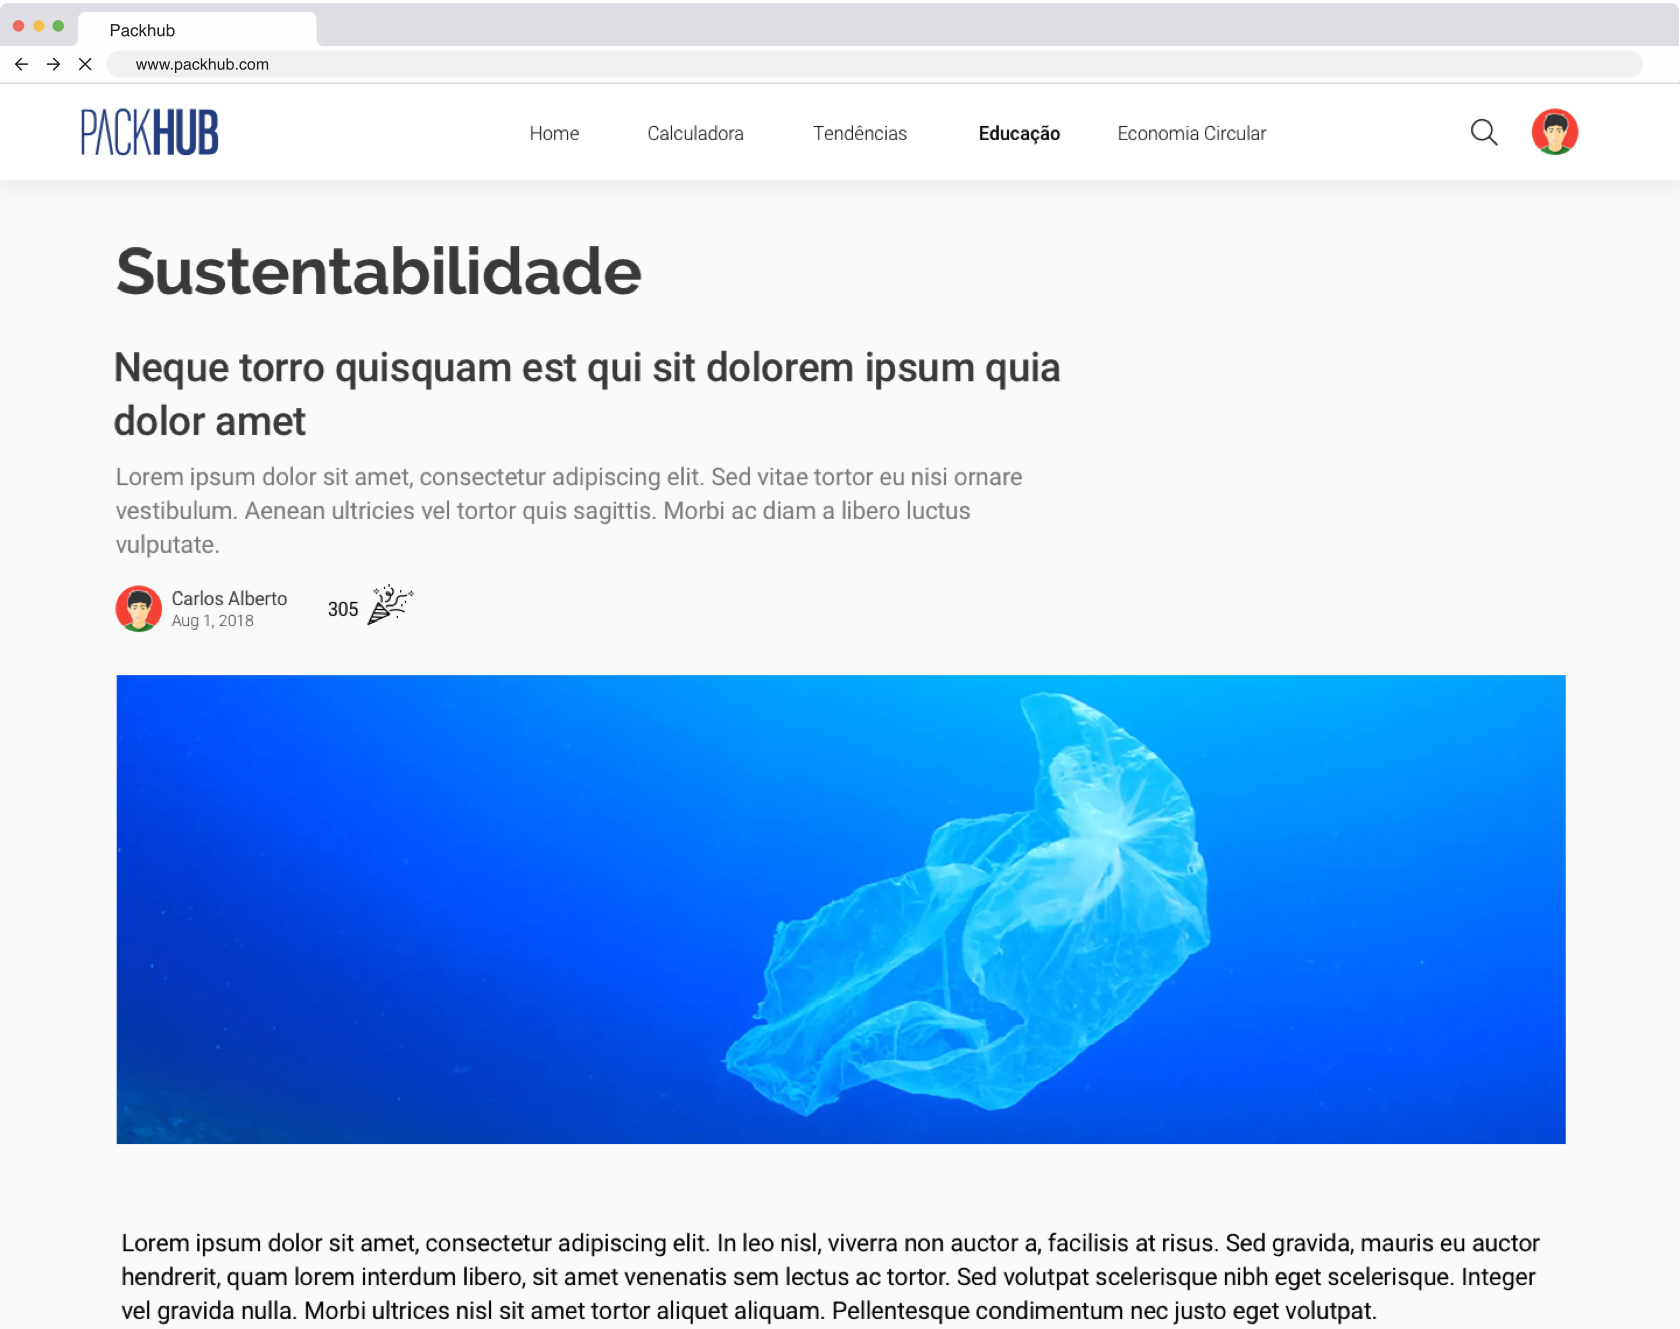 Packhub
www.packhub.com
PACKHUB
Home
Calculadora
Tendências
Educação
Economia Circular
Sustentabilidade
Neque torro quisquam est qui sit dolorem ipsum quia
dolor amet
Lorem ipsum dolor sit amet, consectetur adipiscing elit. Sed vitae tortor eu nisi ornare
vestibulum. Aenean ultricies vel tortor quis sagittis. Morbi ac diam a libero luctus
vulputate.
Carlos Alberto
Aug 1, 2018
305
Lorem ipsum dolor sit amet, consectetur adipiscing elit. In leo nisl, viverra non auctor a, facilisis at risus. Sed gravida, mauris eu auctor
hendrerit, quam lorem interdum libero, sit amet venenatis sem lectus ac tortor. Sed volutpat scelerisque nibh eget scelerisque. Integer
vel gravida nulla. Morbi ultrices nisl sit amet tortor aliquet aliquam. Pellentesque condimentum nec justo eget volutpat.